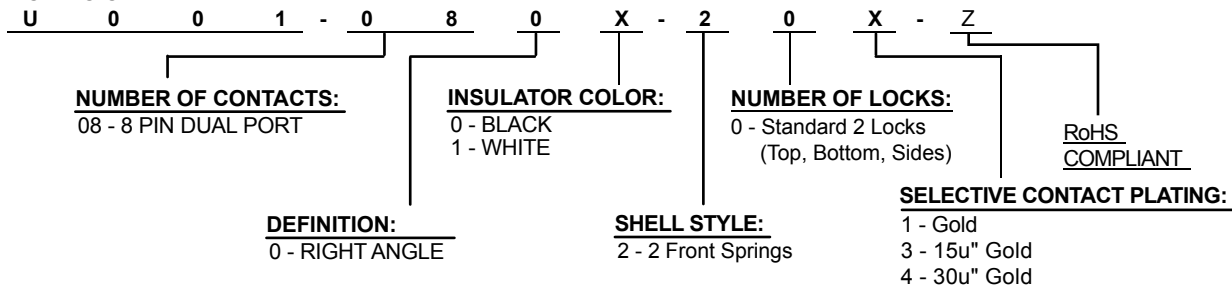 U 0 0 1 - 0 8 0 X - 2 0 X - Z
NUMBER OF CONTACTS:
08 - 8 PIN DUAL PORT
INSULATOR COLOR:
0 - BLACK
1 - WHITE
NUMBER OF LOCKS:
0 - Standard 2 Locks
(Top, Bottom, Sides)
RoHS
COMPLIANT
DEFINITION:
0 - RIGHT ANGLE
SHELL STYLE:
2 - 2 Front Springs
SELECTIVE CONTACT PLATING:
1 - Gold
3 - 15u" Gold
4 - 30u" Gold